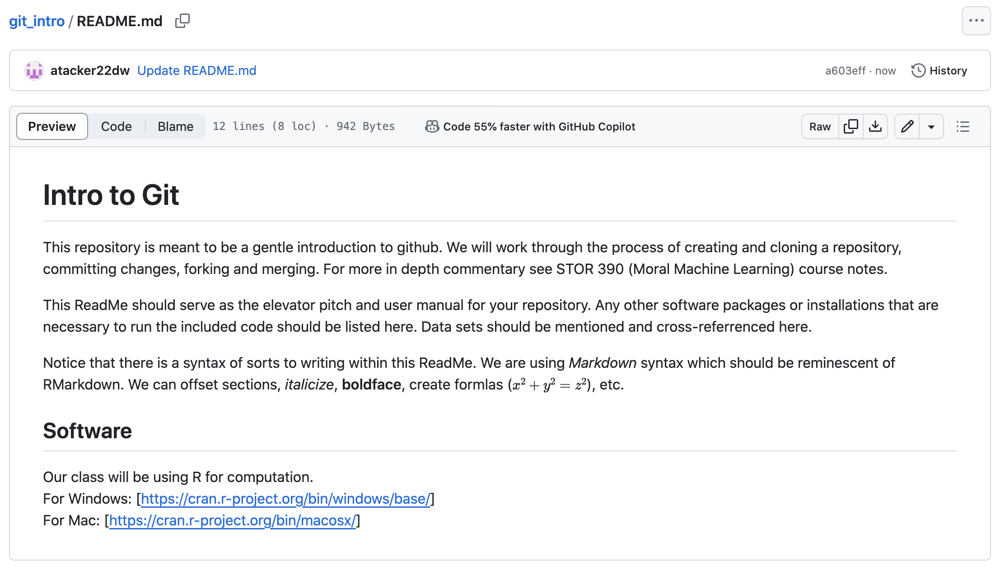 git_intro / README.md
atacker22dw Update README.md a603eff · now History
Preview Code Blame 12 lines (8 loc) · 942 Bytes Code 55% faster with GitHub Copilot Raw
Intro to Git
This repository is meant to be a gentle introduction to github. We will work through the process of creating and cloning a repository,
committing changes, forking and merging. For more in depth commentary see STOR 390 (Moral Machine Learning) course notes.
This ReadMe should serve as the elevator pitch and user manual for your repository. Any other software packages or installations that are
necessary to run the included code should be listed here. Data sets should be mentioned and cross-referrenced here.
Notice that there is a syntax of sorts to writing within this ReadMe. We are using Markdown syntax which should be reminescent of
RMarkdown. We can offset sections, italicize, boldface, create formlas (x² + y² = z²), etc.
Software
Our class will be using R for computation.
For Windows: [https://cran.r-project.org/bin/windows/base/]
For Mac: [https://cran.r-project.org/bin/macosx/]